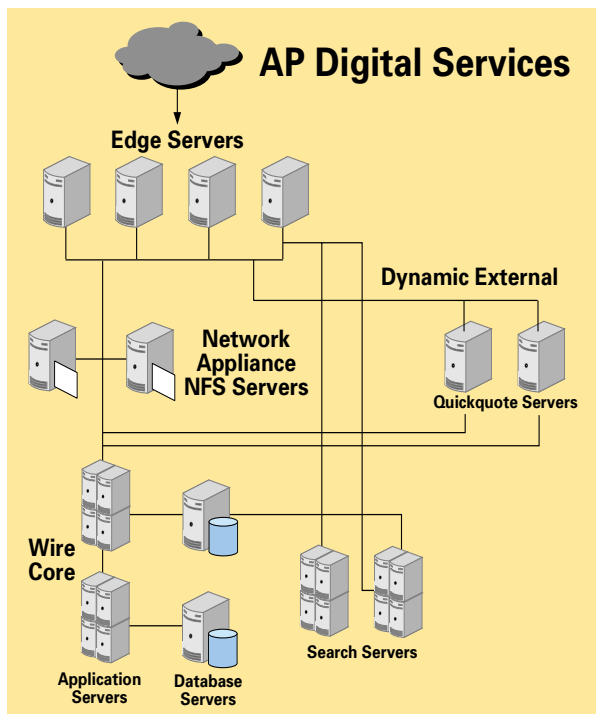 AP Digital Services
Edge Servers
Dynamic External
Network
Appliance
NFS Servers
Quickquote Servers
Wire
Core
Search Servers
Application
Servers
Database
Servers